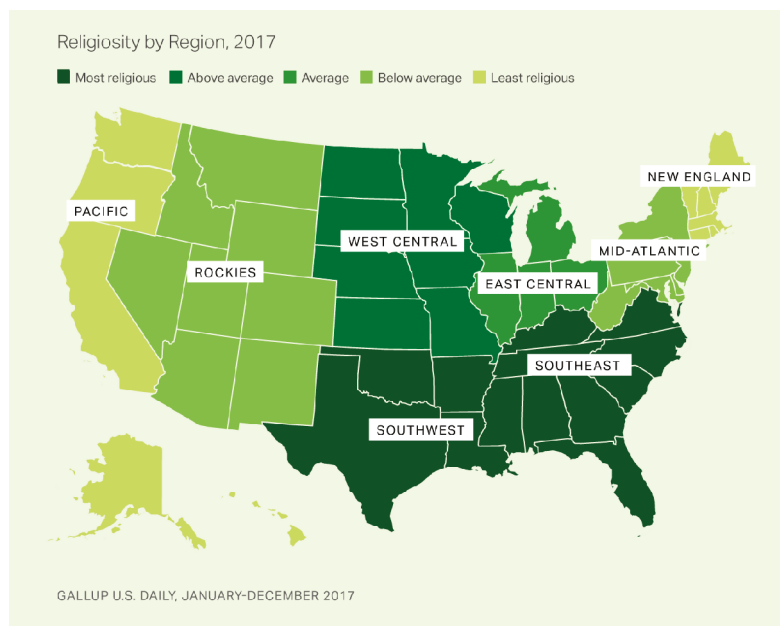 Religiosity by Region, 2017
Most religious Above average Average Below average Least religious
NEW ENGLAND
PACIFIC
WEST CENTRAL
MID-ATLANTIC
ROCKIES
EAST CENTRAL
SOUTHEAST
SOUTHWEST
GALLUP U.S. DAILY, JANUARY-DECEMBER 2017